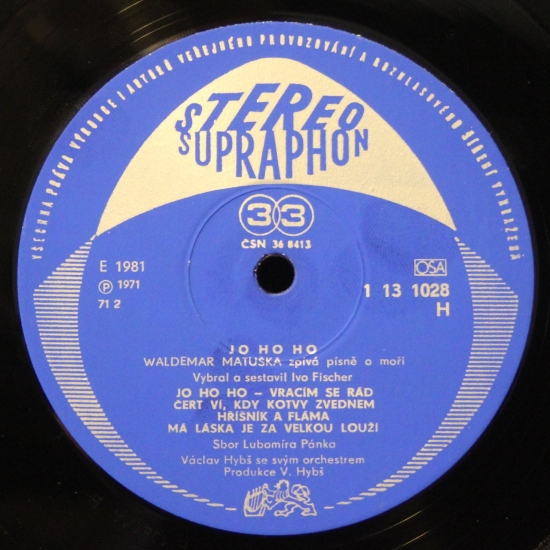 VŠECHNA PRÁVA VÝROBCE I AUTORŮ VEŘEJNÉHO PROVOZOVÁNÍ A ROZHLASOVÉHO ŠÍŘENÍ VYHRAZENA
STEREO
SUPRAPHON
33
ČSN 36 8413
E 1981
Ⓟ 1971
71 2
OSA
1 13 1028
H
JO HO HO
WALDEMAR MATUŠKA zpívá písně o moři
Vybral a sestavil Ivo Fischer
JO HO HO – VRACÍM SE RÁD
ČERT VÍ, KDY KOTVY ZVEDNEM
HŘÍŠNÍK A FLÁMA
MÁ LÁSKA JE ZA VELKOU LOUŽÍ
Sbor Lubomíra Pánka
Václav Hybš se svým orchestrem
Produkce V. Hybš